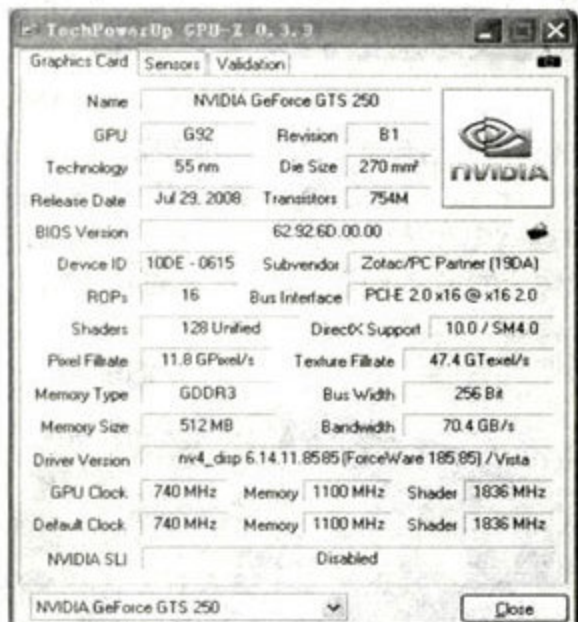 TechPowerUp GPU-Z 0.3.3
Graphics Card Sensors Validation
Name NVIDIA GeForce GTS 250
GPU G92 Revision B1
Technology 55 nm Die Size 270 mm²
nVIDIA
Release Date Jul 29, 2008 Transistors 754M
BIOS Version 62.92.6D.00.00
Device ID 10DE - 0615 Subvendor Zotac/PC Partner (19DA)
ROPs 16 Bus Interface PCI-E 2.0 x16 @ x16 2.0
Shaders 128 Unified DirectX Support 10.0 / SM4.0
Pixel Fillrate 11.8 GPixel/s Texture Fillrate 47.4 GTexel/s
Memory Type GDDR3 Bus Width 256 Bit
Memory Size 512 MB Bandwidth 70.4 GB/s
Driver Version nv4_disp 6.14.11.8585 (ForceWare 185.85) / Vista
GPU Clock 740 MHz Memory 1100 MHz Shader 1836 MHz
Default Clock 740 MHz Memory 1100 MHz Shader 1836 MHz
NVIDIA SLI Disabled
NVIDIA GeForce GTS 250 Close